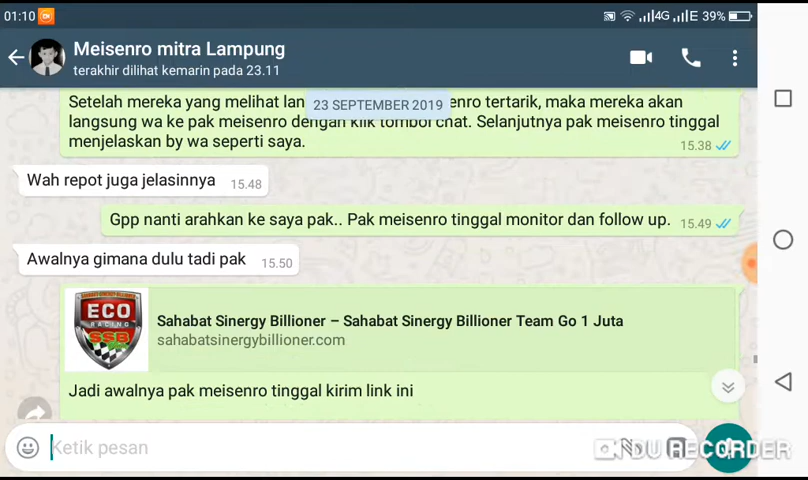 01:10
4G
E 39%
Meisenro mitra Lampung
terakhir dilihat kemarin pada 23.11
23 SEPTEMBER 2019
Setelah mereka yang melihat lan enro tertarik, maka mereka akan
langsung wa ke pak meisenro dengan klik tombol chat. Selanjutnya pak meisenro tinggal
menjelaskan by wa seperti saya.
15.38
Wah repot juga jelasinnya 15.48
Gpp nanti arahkan ke saya pak.. Pak meisenro tinggal monitor dan follow up. 15.49
Awalnya gimana dulu tadi pak 15.50
ECO
RACING
SSB
Sahabat Sinergy Billioner – Sahabat Sinergy Billioner Team Go 1 Juta
sahabatsinergybillioner.com
Jadi awalnya pak meisenro tinggal kirim link ini
Ketik pesan
DU RECORDER